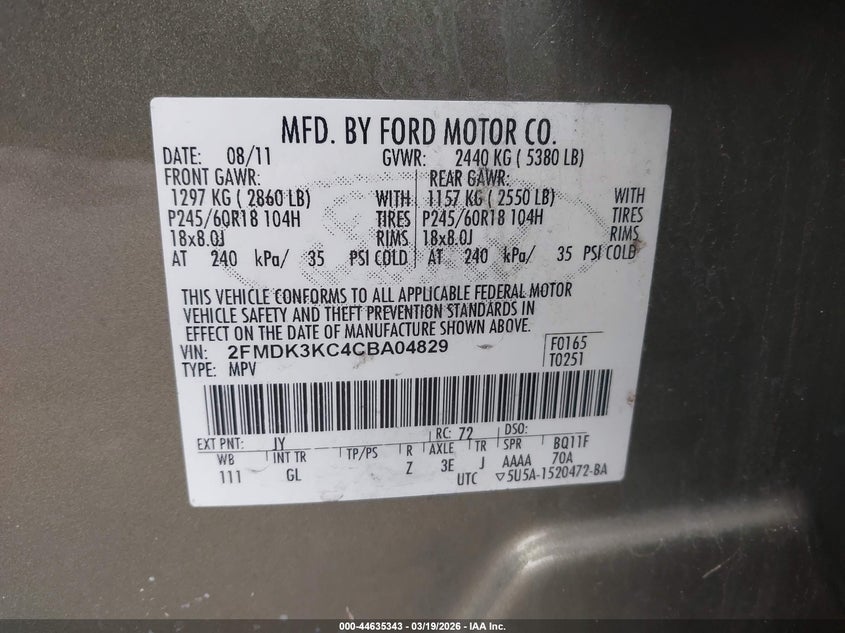 MFD. BY FORD MOTOR CO.
DATE: 08/11 GVWR: 2440 KG ( 5380 LB)
FRONT GAWR: REAR GAWR:
1297 KG ( 2860 LB) WITH 1157 KG ( 2550 LB) WITH
P245/60R18 104H TIRES P245/60R18 104H TIRES
18x8.0J RIMS 18x8.0J RIMS
AT 240 kPa/ 35 PSI COLD AT 240 kPa/ 35 PSI COLD
THIS VEHICLE CONFORMS TO ALL APPLICABLE FEDERAL MOTOR
VEHICLE SAFETY AND THEFT PREVENTION STANDARDS IN
EFFECT ON THE DATE OF MANUFACTURE SHOWN ABOVE.
VIN: 2FMDK3KC4CBA04829 F0165
TYPE: MPV T0251
EXT PNT: JY RC: 72 DSO:
WB INT TR TP/PS R AXLE TR SPR BQ11F
111 GL Z 3E J AAAA 70A
UTC ▽5U5A-1520472-BA
000-44635343 - 03/19/2026 - IAA Inc.